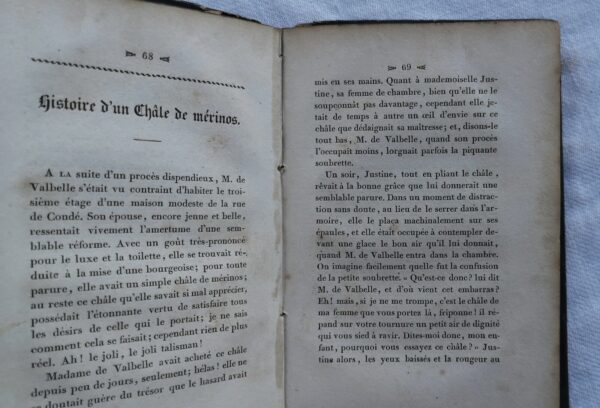 68
Histoire d'un Châle de mérinos.
A LA suite d'un procès dispendieux, M. de
Valbelle s'était vu contraint d'habiter le troi-
sième étage d'une maison modeste de la rue
de Condé. Son épouse, encore jeune et belle,
ressentait vivement l'amertume d'une sem-
blable réforme. Avec un goût très-prononcé
pour le luxe et la toilette, elle se trouvait ré-
duite à la mise d'une bourgeoise; pour toute
parure, elle avait un simple châle de mérinos;
au reste ce châle qu'elle savait si mal apprécier,
possédait l'étonnante vertu de satisfaire tous
les désirs de celle qui le portait; je ne sais
comment cela se faisait; cependant rien de plus
réel. Ah! le joli, le joli talisman!
Madame de Valbelle avait acheté ce châle
depuis peu de jours, seulement; hélas! elle ne
se doutait guère du trésor que le hasard avait
69
mis en ses mains. Quant à mademoiselle Jus-
tine, sa femme de chambre, bien qu'elle ne le
soupçonnât pas davantage, cependant elle je-
tait de temps à autre un œil d'envie sur ce
châle que dédaignait sa maîtresse; et, disons-le
tout bas, M. de Valbelle, quand son procès
l'occupait moins, lorgnait parfois la piquante
soubrette.
Un soir, Justine, tout en pliant le châle,
rêvait à la bonne grâce que lui donnerait une
semblable parure. Dans un moment de distrac-
tion sans doute, au lieu de le serrer dans l'ar-
moire, elle le plaça machinalement sur ses
épaules, et elle était occupée à contempler de-
vant une glace le bon air qu'il lui donnait,
quand M. de Valbelle entra dans la chambre.
On imagine facilement quelle fut la confusion
de la petite soubrette. «Qu'est-ce donc? lui dit
M. de Valbelle, et d'où vient cet embarras?
Eh! mais, si je ne me trompe, c'est le châle de
ma femme que vous portez là, friponne! il ré-
pand sur votre tournure un petit air de dignité
qui vous sied à ravir. Dites-moi donc, mon en-
fant, pourquoi vous essayez ce châle?» Jus-
tine alors, les yeux baissés et la rougeur au